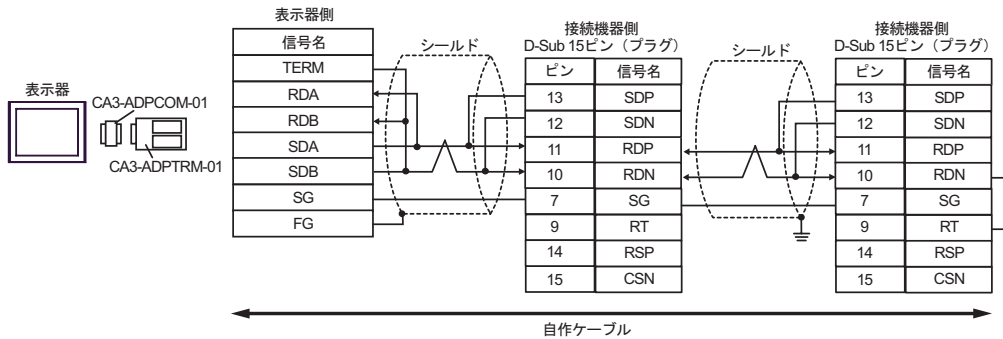 表示器
CA3-ADPCOM-01
CA3-ADPTRM-01
表示器側
信号名
TERM
RDA
RDB
SDA
SDB
SG
FG
シールド
接続機器側
D-Sub 15ピン（プラグ）
ピン 信号名
13 SDP
12 SDN
11 RDP
10 RDN
7 SG
9 RT
14 RSP
15 CSN
シールド
接続機器側
D-Sub 15ピン（プラグ）
ピン 信号名
13 SDP
12 SDN
11 RDP
10 RDN
7 SG
9 RT
14 RSP
15 CSN
自作ケーブル